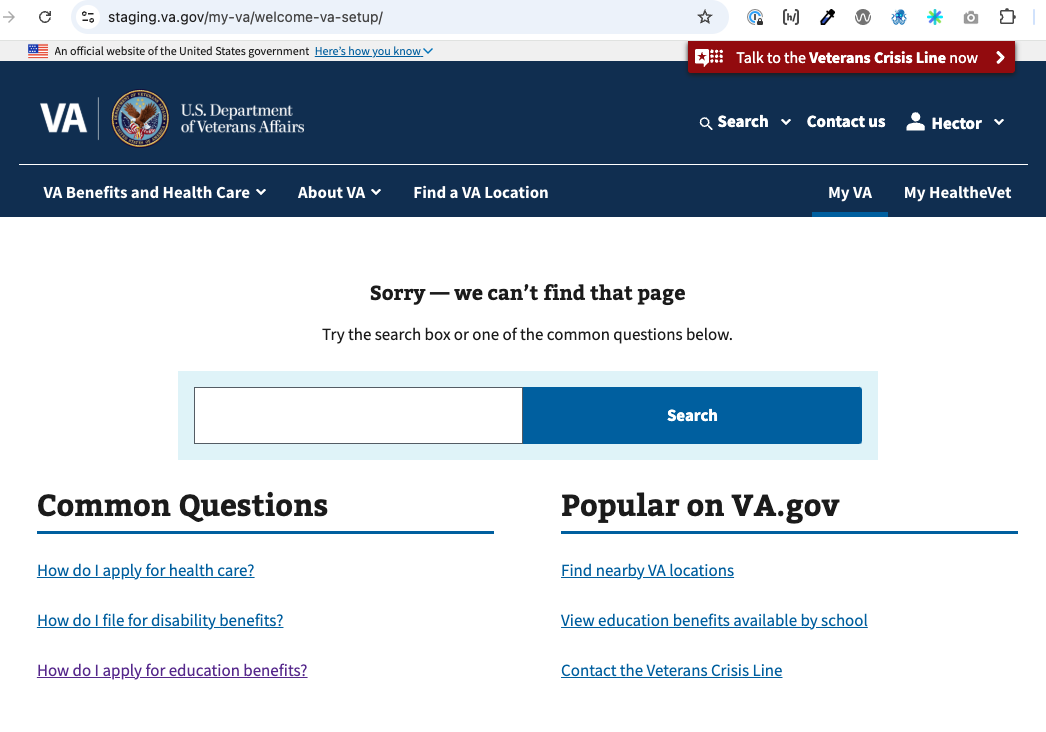 staging.va.gov/my-va/welcome-va-setup/
An official website of the United States government Here's how you know
Talk to the Veterans Crisis Line now
VA
U.S. Department
of Veterans Affairs
Search
Contact us
Hector
VA Benefits and Health Care
About VA
Find a VA Location
My VA
My HealtheVet
Sorry — we can't find that page
Try the search box or one of the common questions below.
Search
Common Questions
How do I apply for health care?
How do I file for disability benefits?
How do I apply for education benefits?
Popular on VA.gov
Find nearby VA locations
View education benefits available by school
Contact the Veterans Crisis Line